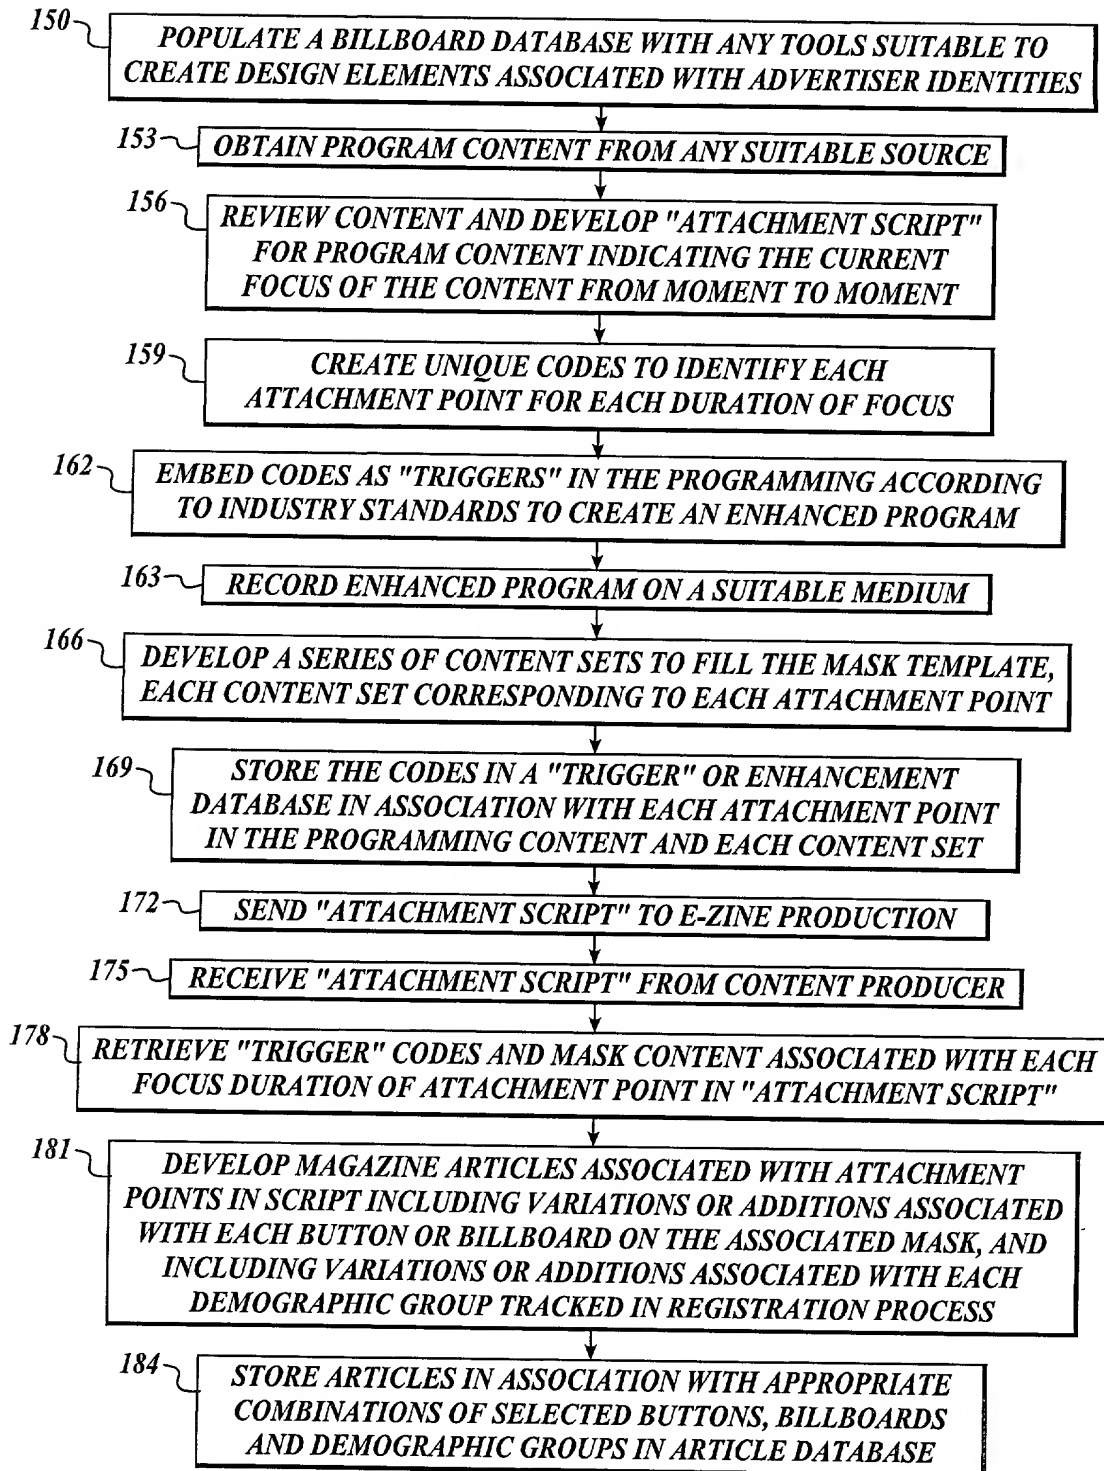 150
POPULATE A BILLBOARD DATABASE WITH ANY TOOLS SUITABLE TO
CREATE DESIGN ELEMENTS ASSOCIATED WITH ADVERTISER IDENTITIES
153
OBTAIN PROGRAM CONTENT FROM ANY SUITABLE SOURCE
156
REVIEW CONTENT AND DEVELOP "ATTACHMENT SCRIPT"
FOR PROGRAM CONTENT INDICATING THE CURRENT
FOCUS OF THE CONTENT FROM MOMENT TO MOMENT
159
CREATE UNIQUE CODES TO IDENTIFY EACH
ATTACHMENT POINT FOR EACH DURATION OF FOCUS
162
EMBED CODES AS "TRIGGERS" IN THE PROGRAMMING ACCORDING
TO INDUSTRY STANDARDS TO CREATE AN ENHANCED PROGRAM
163
RECORD ENHANCED PROGRAM ON A SUITABLE MEDIUM
166
DEVELOP A SERIES OF CONTENT SETS TO FILL THE MASK TEMPLATE,
EACH CONTENT SET CORRESPONDING TO EACH ATTACHMENT POINT
169
STORE THE CODES IN A "TRIGGER" OR ENHANCEMENT
DATABASE IN ASSOCIATION WITH EACH ATTACHMENT POINT
IN THE PROGRAMMING CONTENT AND EACH CONTENT SET
172
SEND "ATTACHMENT SCRIPT" TO E-ZINE PRODUCTION
175
RECEIVE "ATTACHMENT SCRIPT" FROM CONTENT PRODUCER
178
RETRIEVE "TRIGGER" CODES AND MASK CONTENT ASSOCIATED WITH EACH
FOCUS DURATION OF ATTACHMENT POINT IN "ATTACHMENT SCRIPT"
181
DEVELOP MAGAZINE ARTICLES ASSOCIATED WITH ATTACHMENT
POINTS IN SCRIPT INCLUDING VARIATIONS OR ADDITIONS ASSOCIATED
WITH EACH BUTTON OR BILLBOARD ON THE ASSOCIATED MASK, AND
INCLUDING VARIATIONS OR ADDITIONS ASSOCIATED WITH EACH
DEMOGRAPHIC GROUP TRACKED IN REGISTRATION PROCESS
184
STORE ARTICLES IN ASSOCIATION WITH APPROPRIATE
COMBINATIONS OF SELECTED BUTTONS, BILLBOARDS
AND DEMOGRAPHIC GROUPS IN ARTICLE DATABASE